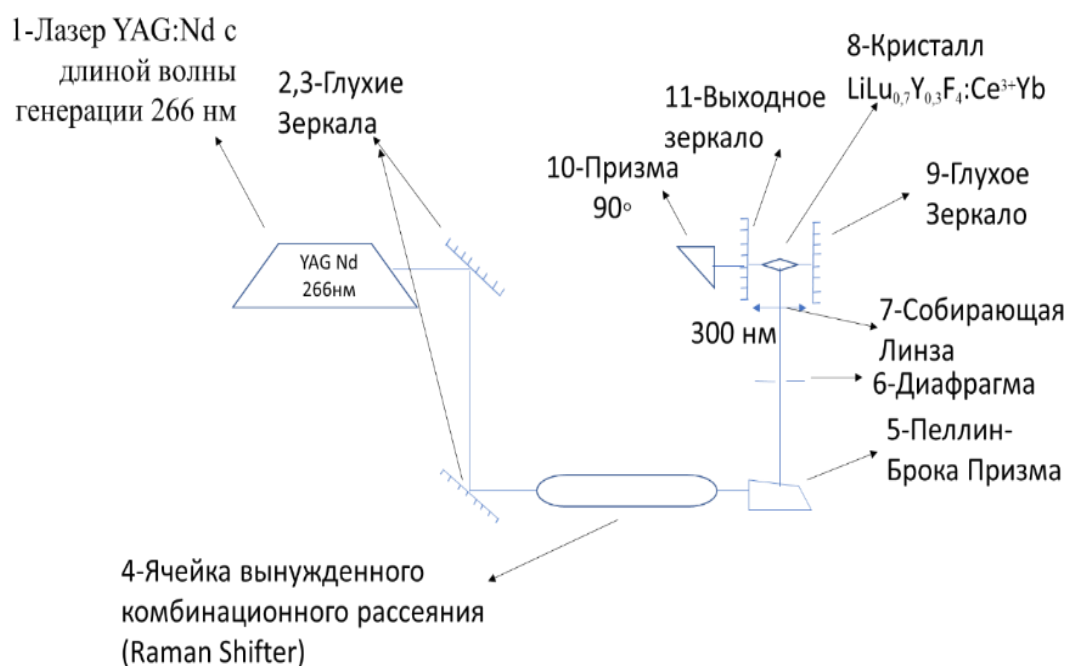 1-Лазер YAG:Nd с
длиной волны
генерации 266 нм
2,3-Глухие
Зеркала
8-Кристалл
LiLu₀,₇Y₀,₃F₄:Ce³⁺Yb
11-Выходное
зеркало
10-Призма
90°
9-Глухое
Зеркало
YAG Nd
266нм
300 нм
7-Собирающая
Линза
6-Диафрагма
5-Пеллин-
Брока Призма
4-Ячейка вынужденного
комбинационного рассеяния
(Raman Shifter)